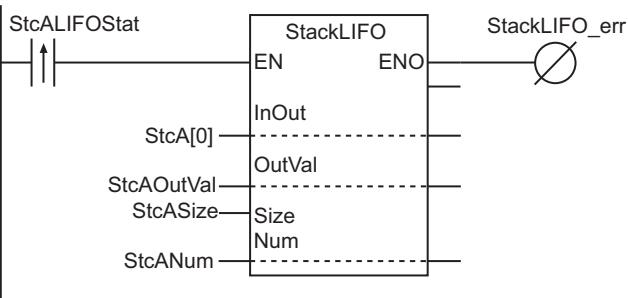 StcALIFOStat
StackLIFO
StackLIFO_err
EN
ENO
InOut
StcA[0]
OutVal
StcAOutVal
StcASize
Size
Num
StcANum